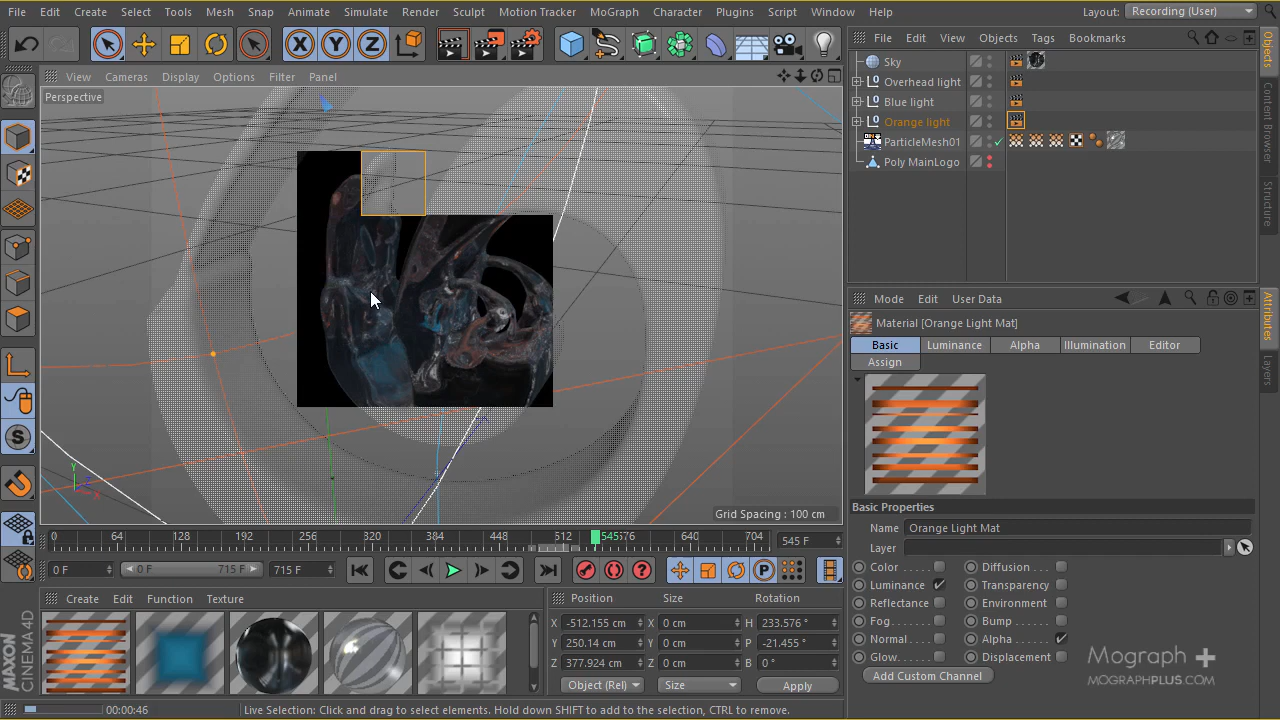 File Edit Create Select Tools Mesh Snap Animate Simulate Render Sculpt Motion Tracker MoGraph Character Plugins Script Window Help Layout: Recording (User)
X Y Z
File Edit View Objects Tags Bookmarks
Objects
Content Browser
Structure
Sky
Overhead light
Blue light
Orange light
ParticleMesh01
Poly MainLogo
View Cameras Display Options Filter Panel
Perspective
Y
Z
X
Grid Spacing : 100 cm
Mode Edit User Data
Attributes
Layers
Material [Orange Light Mat]
Basic Luminance Alpha Illumination Editor
Assign
Basic Properties
Name Orange Light Mat
Layer
Color Diffusion
Luminance Transparency
Reflectance Environment
Fog Bump
Normal Alpha
Glow Displacement
Add Custom Channel
0 64 128 192 256 320 384 448 512 545 576 640 704 545 F
0 F 0 F 715 F 715 F
P
S
Create Edit Function Texture
Position Size Rotation
X -512.155 cm X 0 cm H 233.576 °
Y 250.14 cm Y 0 cm P -21.455 °
Z 377.924 cm Z 0 cm B 0 °
Object (Rel) Size Apply
MAXON CINEMA 4D
Mograph +
MOGRAPHPLUS.COM
00:00:46 Live Selection: Click and drag to select elements. Hold down SHIFT to add to the selection, CTRL to remove.